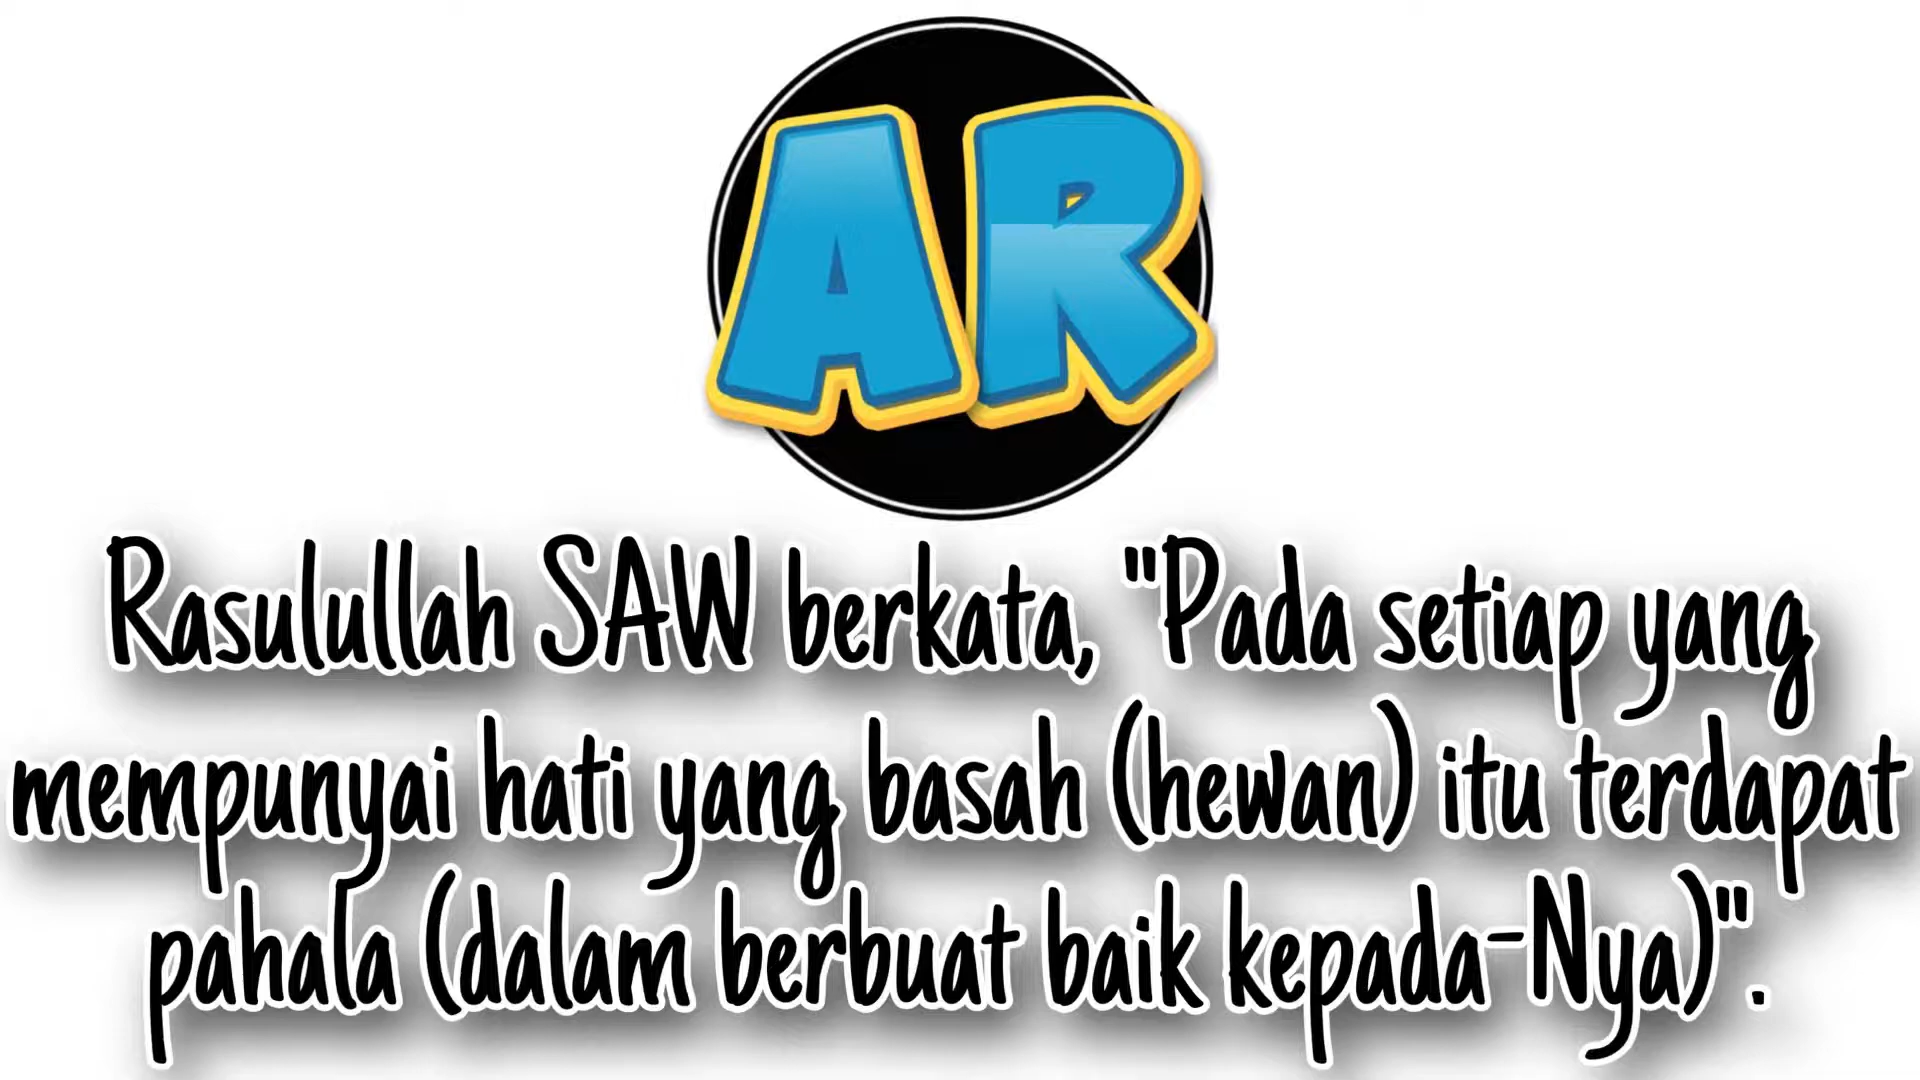 AR
Rasulullah SAW berkata, "Pada setiap yang
mempunyai hati yang basah (hewan) itu terdapat
pahala (dalam berbuat baik kepada-Nya)".